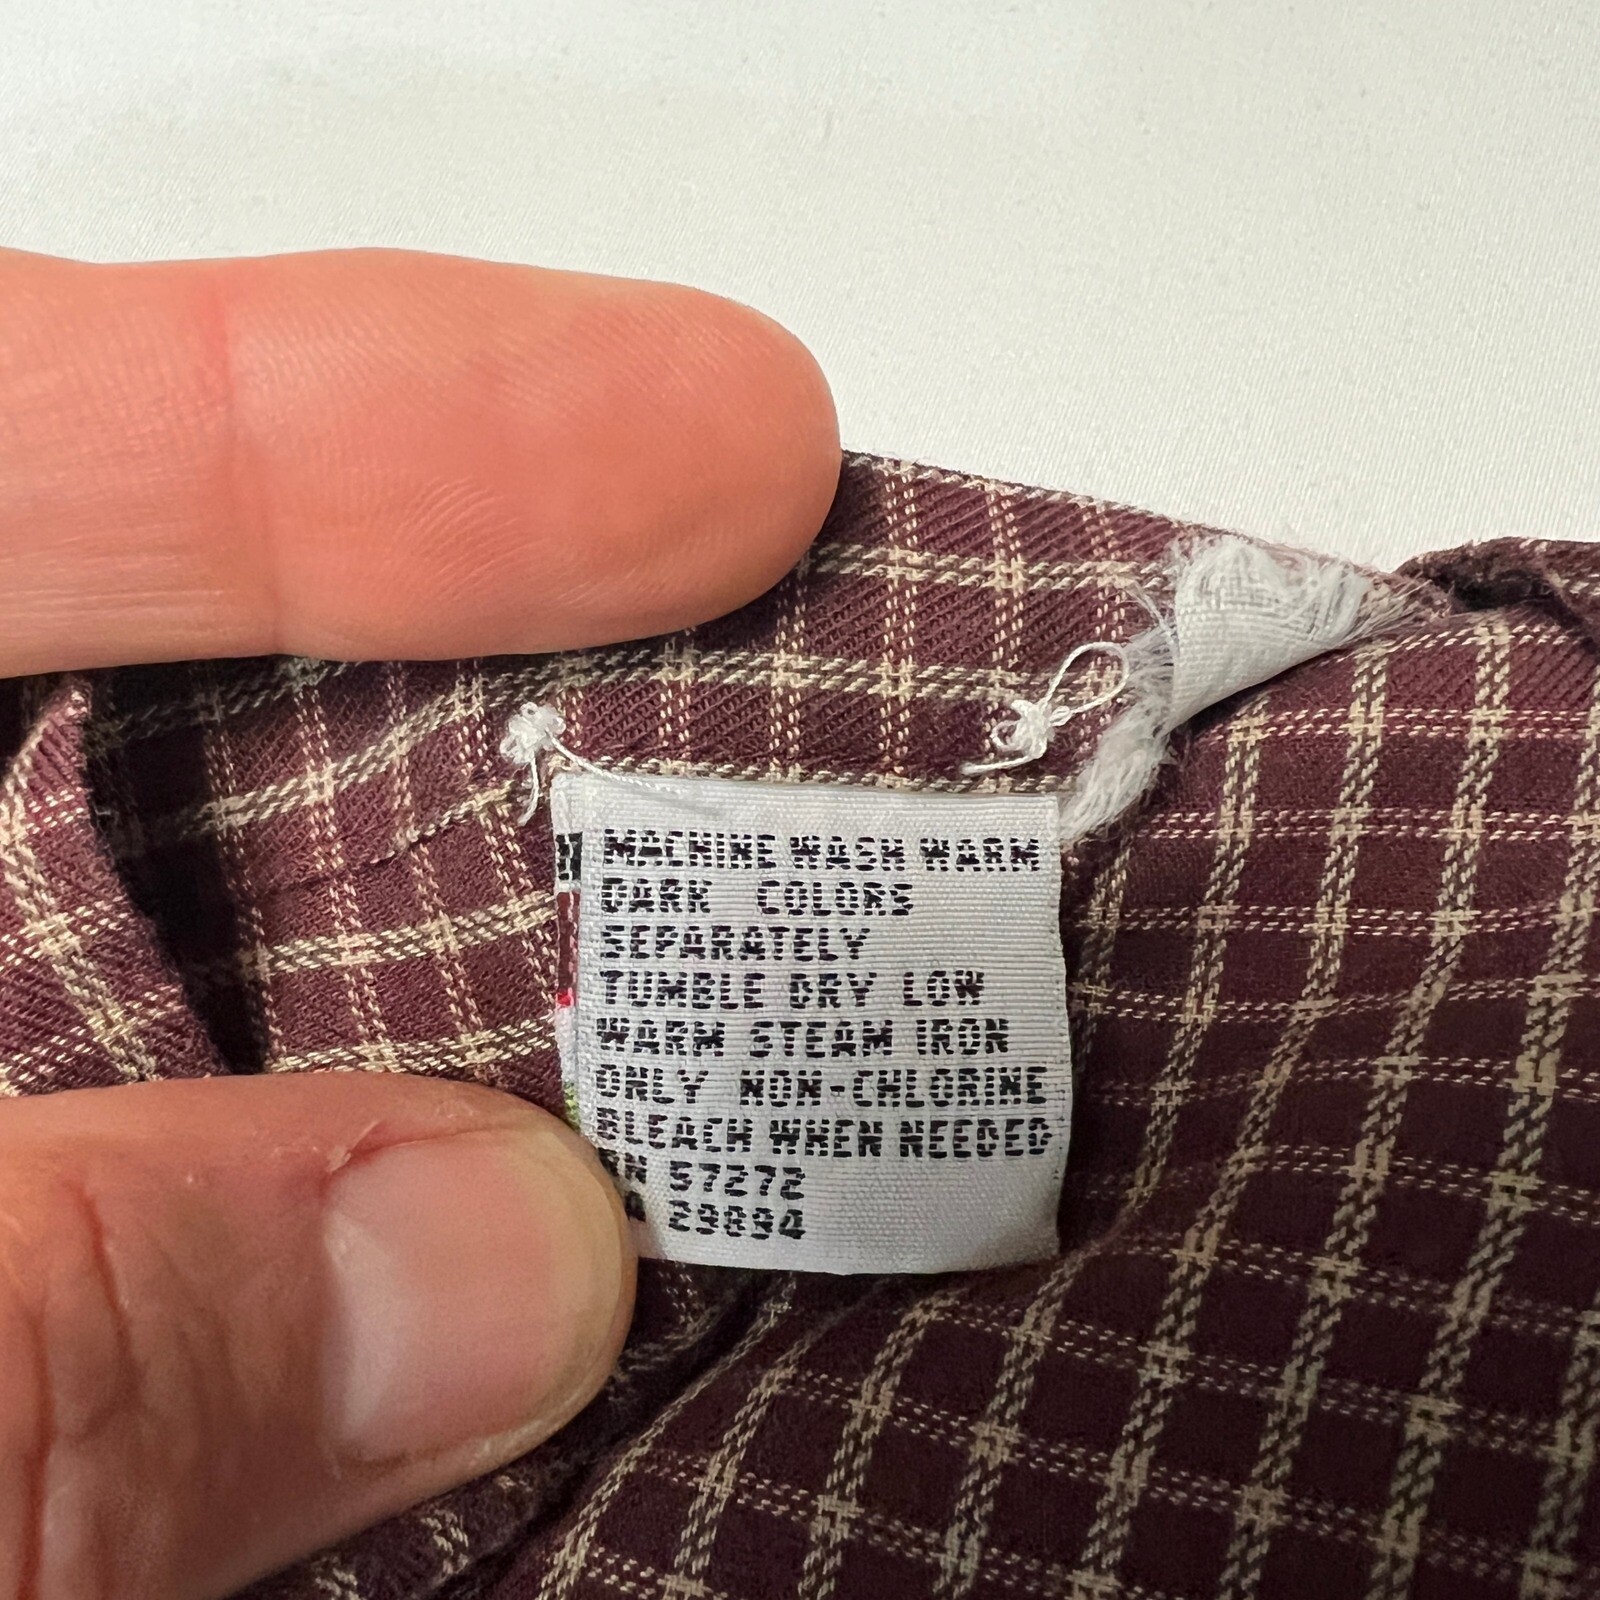 MACHINE WASH WARM
DARK COLORS
SEPARATELY
TUMBLE DRY LOW
WARM STEAM IRON
ONLY NON-CHLORINE
BLEACH WHEN NEEDED
RN 57272
29894